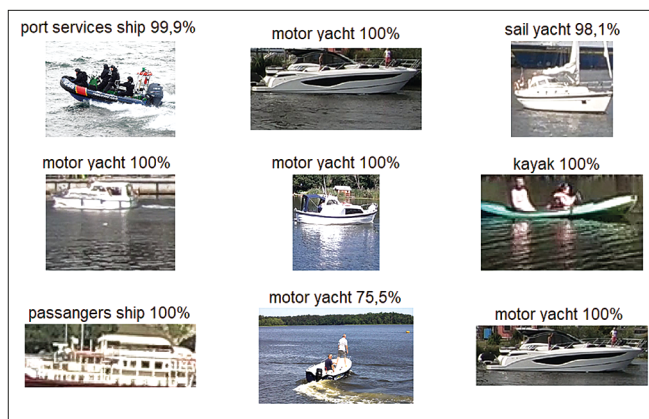 port services ship 99,9%
motor yacht 100%
sail yacht 98,1%
motor yacht 100%
motor yacht 100%
kayak 100%
passangers ship 100%
motor yacht 75,5%
motor yacht 100%